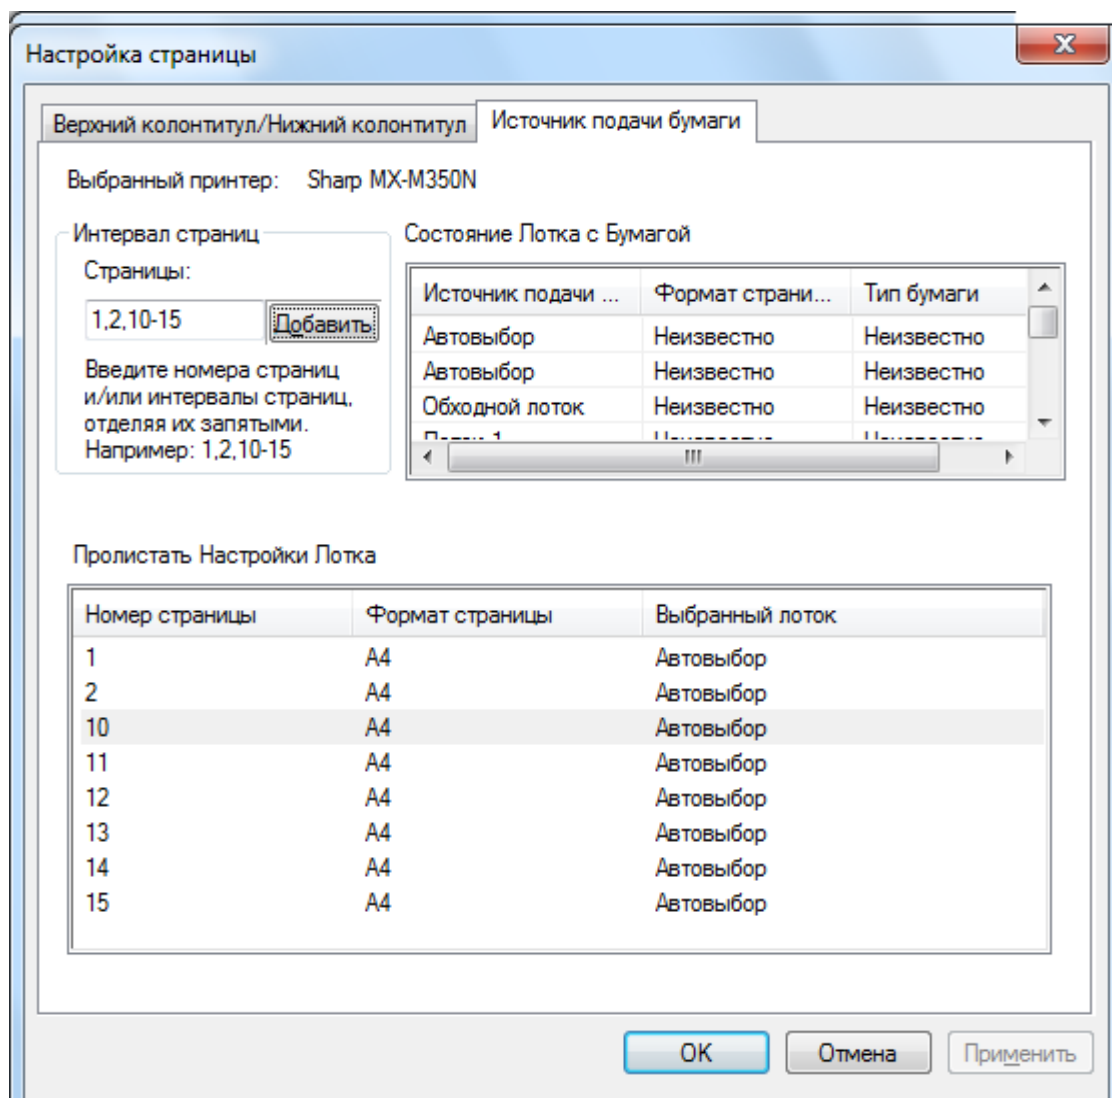 Настройка страницы
Верхний колонтитул/Нижний колонтитул
Источник подачи бумаги
Выбранный принтер: Sharp MX-M350N
Интервал страниц
Страницы:
1,2,10-15
Добавить
Введите номера страниц
и/или интервалы страниц,
отделяя их запятыми.
Например: 1,2,10-15
Состояние Лотка с Бумагой
Источник подачи ... Формат страни... Тип бумаги
Автовыбор Неизвестно Неизвестно
Автовыбор Неизвестно Неизвестно
Обходной лоток Неизвестно Неизвестно
Пролистать Настройки Лотка
Номер страницы Формат страницы Выбранный лоток
1 A4 Автовыбор
2 A4 Автовыбор
10 A4 Автовыбор
11 A4 Автовыбор
12 A4 Автовыбор
13 A4 Автовыбор
14 A4 Автовыбор
15 A4 Автовыбор
OK Отмена Применить